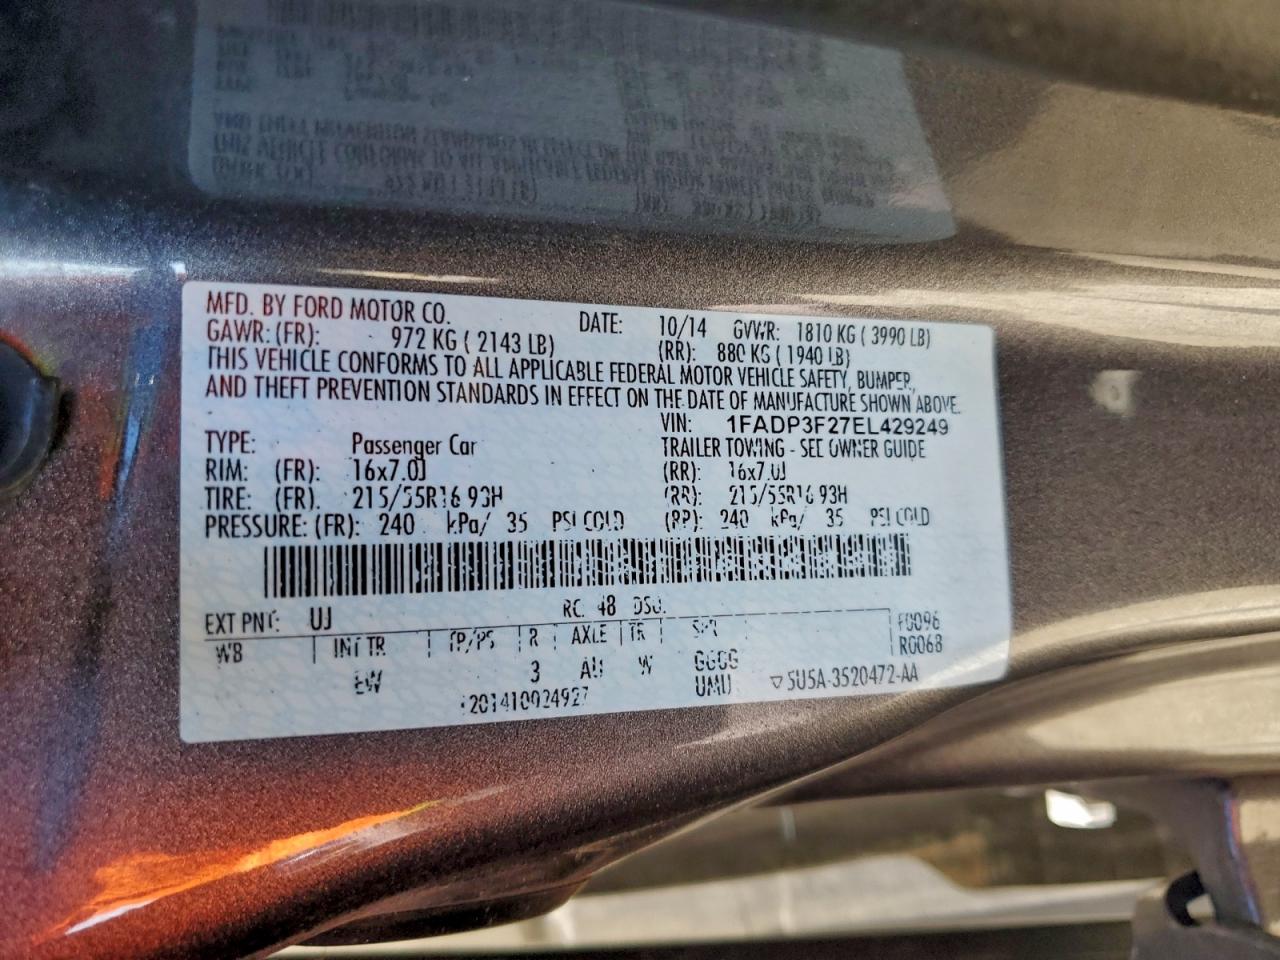 MFD. BY FORD MOTOR CO. DATE: 10/14 GVWR: 1810 KG ( 3990 LB)
GAWR: (FR): 972 KG ( 2143 LB) (RR): 880 KG ( 1940 LB)
THIS VEHICLE CONFORMS TO ALL APPLICABLE FEDERAL MOTOR VEHICLE SAFETY, BUMPER,
AND THEFT PREVENTION STANDARDS IN EFFECT ON THE DATE OF MANUFACTURE SHOWN ABOVE.
VIN: 1FADP3F27EL429249
TYPE: Passenger Car TRAILER TOWING - SEE OWNER GUIDE
RIM: (FR): 16x7.0J (RR): 16x7.0J
TIRE: (FR): 215/55R16 93H (RR): 215/55R16 93H
PRESSURE: (FR): 240 kPa/ 35 PSI COLD (RR): 240 kPa/ 35 PSI COLD
EXT PNT: UJ RC: 48 DSO: F0096
WB INT TR TP/PS R AXLE TR SPR R0068
EW 3 W
UMU ▽ 5U5A-3520472-AA